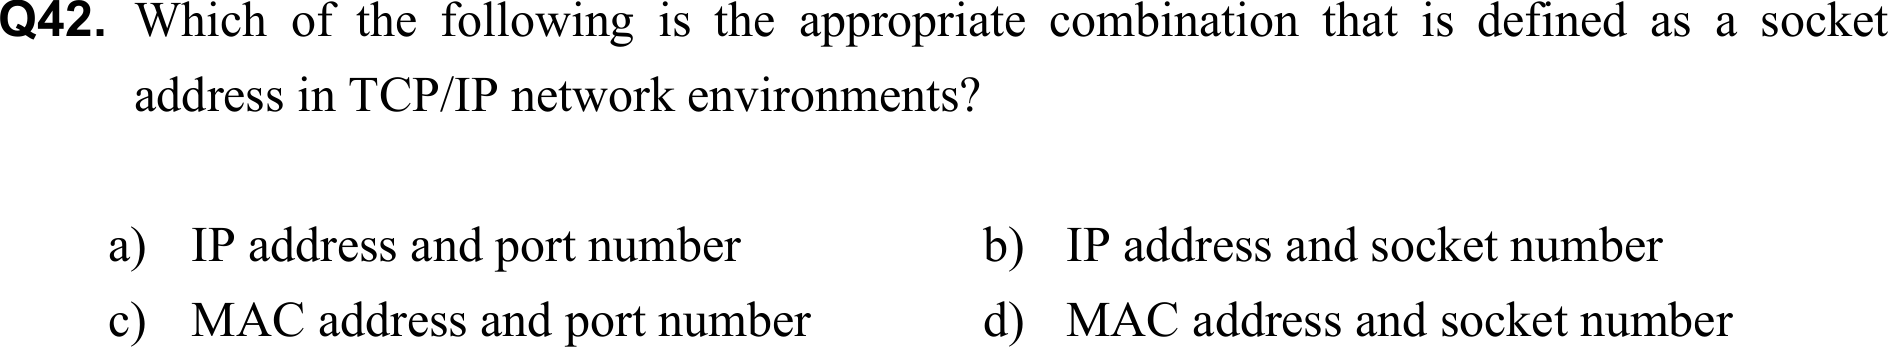 Q42. Which of the following is the appropriate combination that is defined as a socket
address in TCP/IP network environments?
a) IP address and port number b) IP address and socket number
c) MAC address and port number d) MAC address and socket number